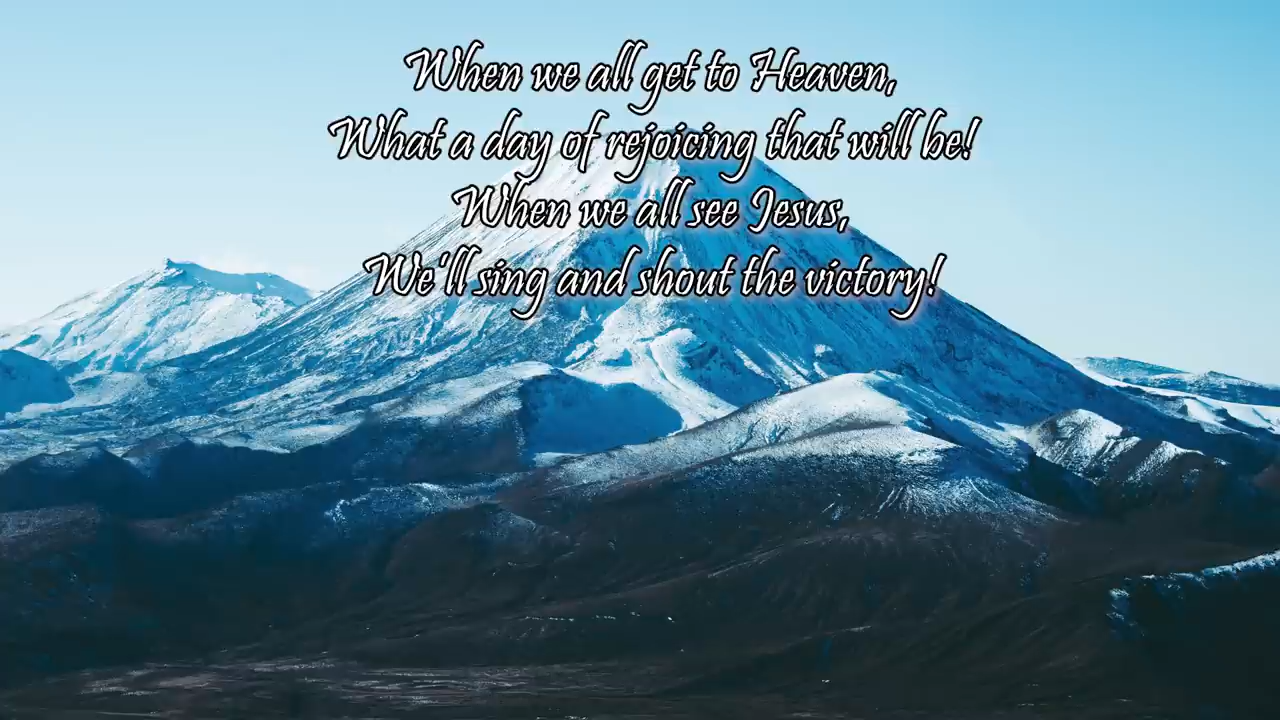 When we all get to Heaven,
What a day of rejoicing that will be!
When we all see Jesus,
We'll sing and shout the victory!